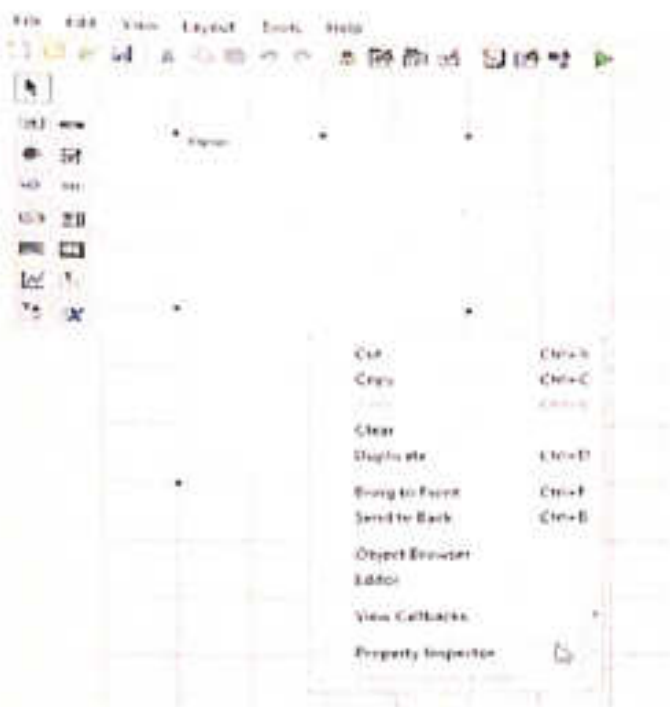 File Edit View Layout Tools Help
Panel
Cut Ctrl+X
Copy Ctrl+C
Clear
Duplicate Ctrl+D
Bring to Front Ctrl+F
Send to Back Ctrl+B
Object Browser
Editor
View Callbacks
Property Inspector